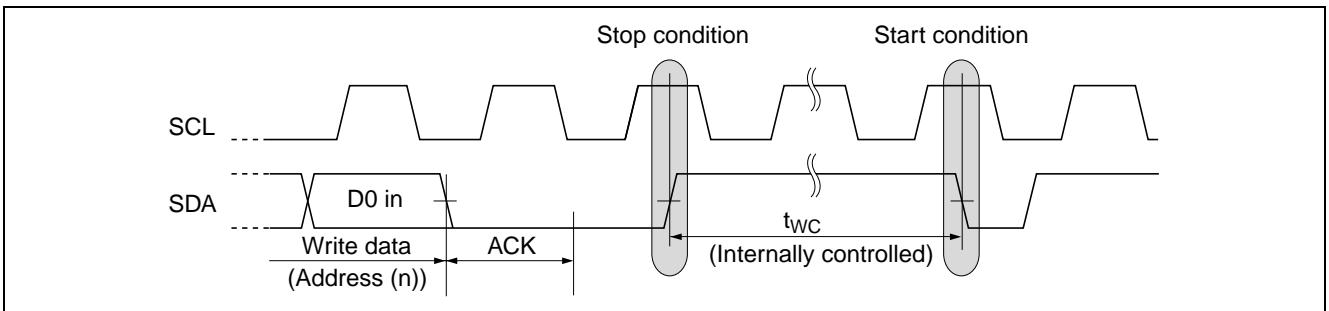 Stop condition
Start condition
SCL
SDA
D0 in
Write data
(Address (n))
ACK
tWC
(Internally controlled)